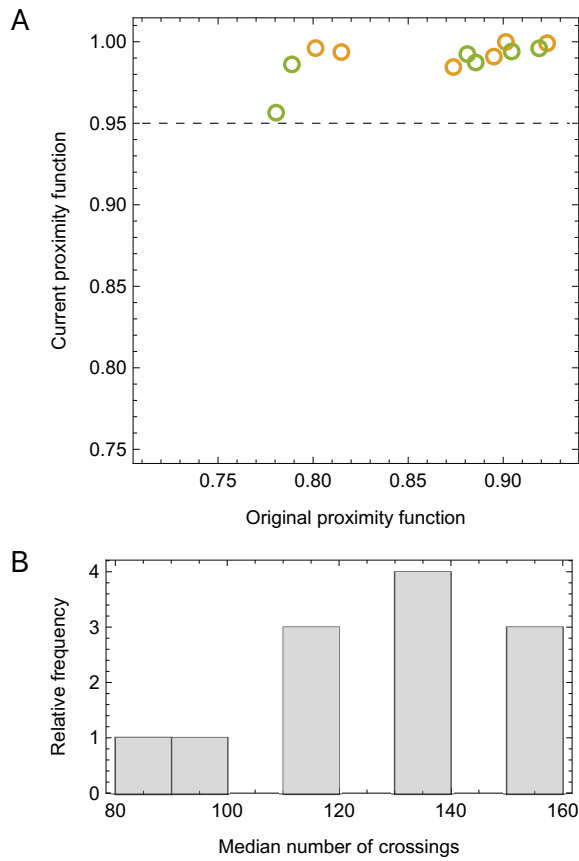 A
1.00
0.95
0.90
0.85
0.80
0.75
Current proximity function
0.75 0.80 0.85 0.90
Original proximity function
B
4
3
2
1
0
Relative frequency
80 100 120 140 160
Median number of crossings